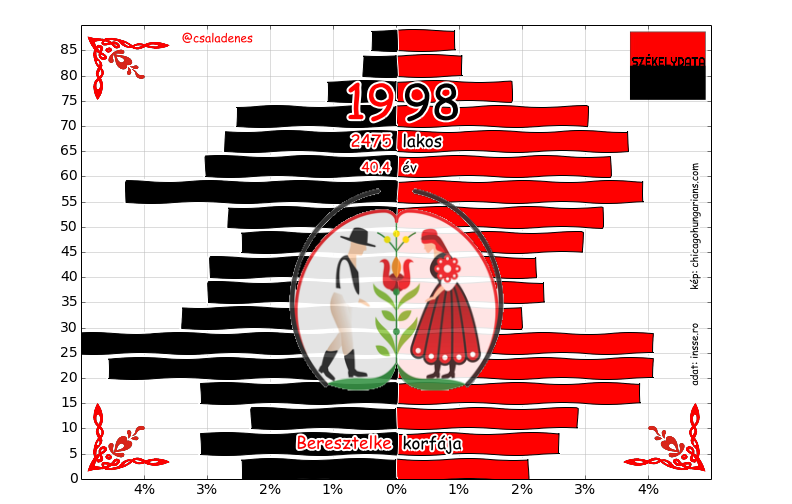 @csaladenes
SZÉKELYDATA
1998
2475 lakos
40.4 év
kép: chicagohungarians.com
adat: insse.ro
Beresztelke korfája
85
80
75
70
65
60
55
50
45
40
35
30
25
20
15
10
5
0
4% 3% 2% 1% 0% 1% 2% 3% 4%